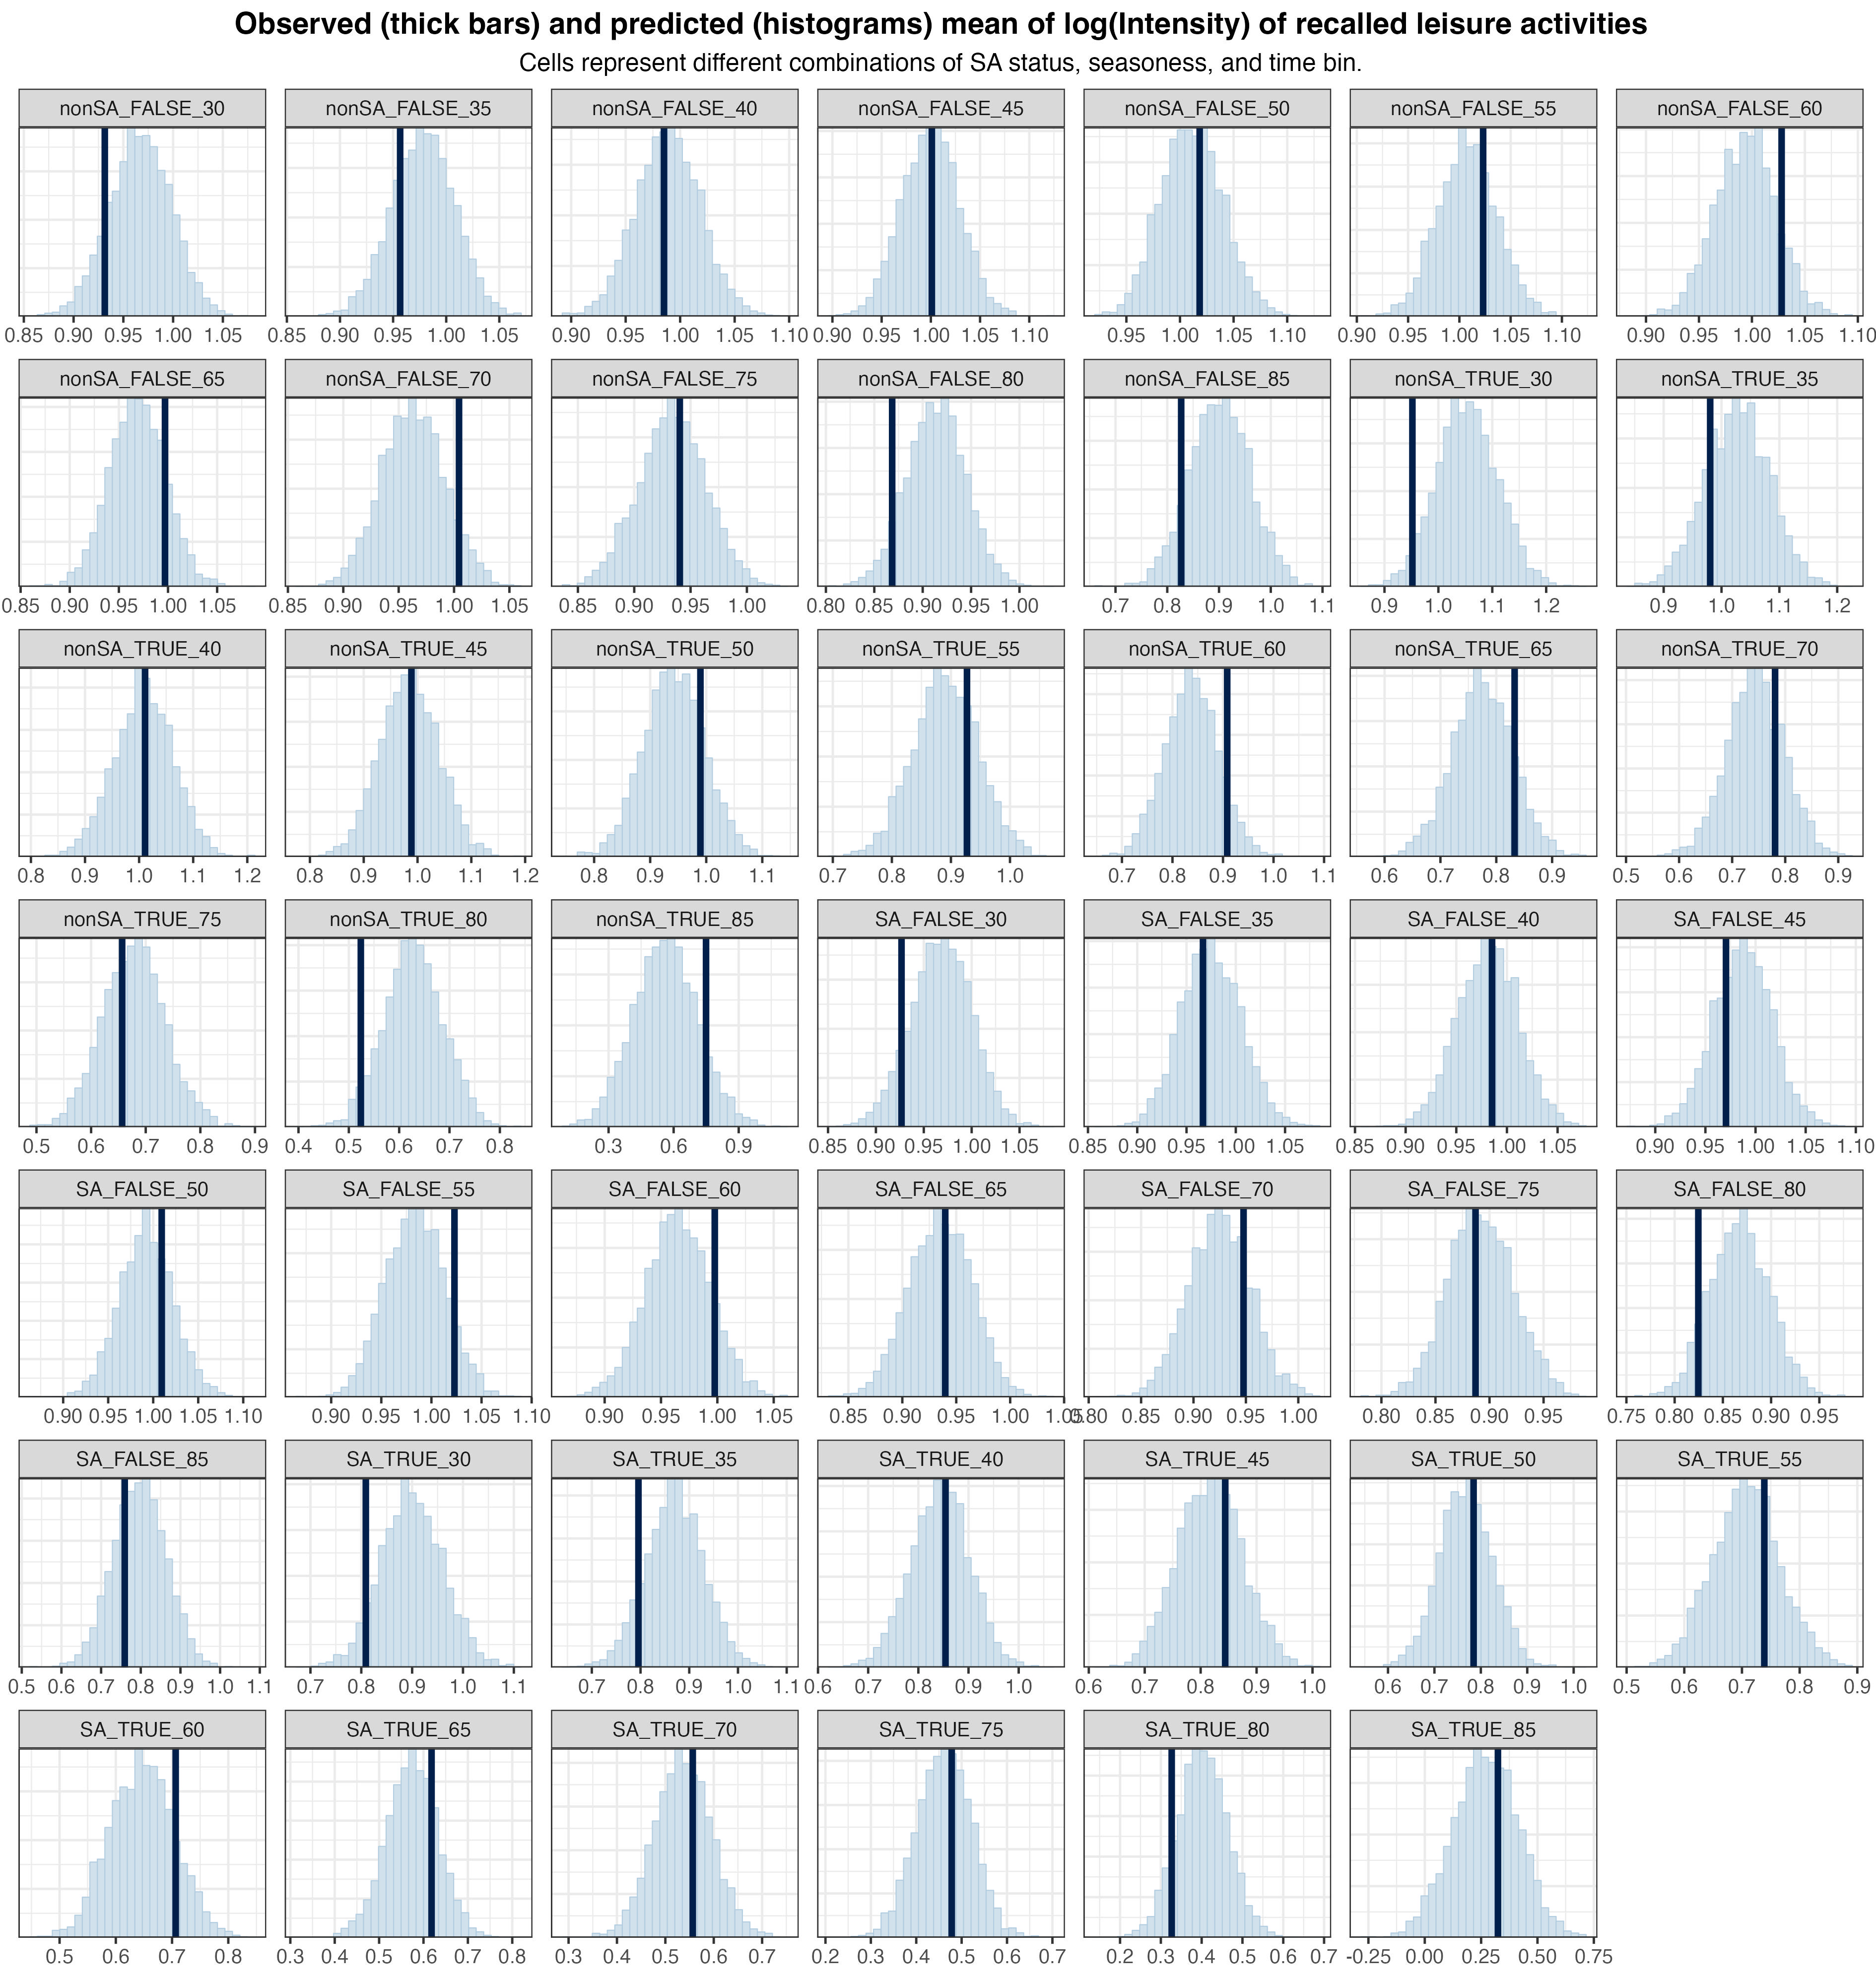 Observed (thick bars) and predicted (histograms) mean of log(Intensity) of recalled leisure activities
Cells represent different combinations of SA status, seasoness, and time bin.
nonSA_FALSE_30 nonSA_FALSE_35 nonSA_FALSE_40 nonSA_FALSE_45 nonSA_FALSE_50 nonSA_FALSE_55 nonSA_FALSE_60
0.85 0.90 0.95 1.00 1.05 0.85 0.90 0.95 1.00 1.05 0.90 0.95 1.00 1.05 1.10 0.90 0.95 1.00 1.05 1.10 0.95 1.00 1.05 1.10 0.90 0.95 1.00 1.05 1.10 0.90 0.95 1.00 1.05 1.10
nonSA_FALSE_65 nonSA_FALSE_70 nonSA_FALSE_75 nonSA_FALSE_80 nonSA_FALSE_85 nonSA_TRUE_30 nonSA_TRUE_35
0.85 0.90 0.95 1.00 1.05 0.85 0.90 0.95 1.00 1.05 0.85 0.90 0.95 1.00 0.80 0.85 0.90 0.95 1.00 0.7 0.8 0.9 1.0 1.1 0.9 1.0 1.1 1.2 0.9 1.0 1.1 1.2
nonSA_TRUE_40 nonSA_TRUE_45 nonSA_TRUE_50 nonSA_TRUE_55 nonSA_TRUE_60 nonSA_TRUE_65 nonSA_TRUE_70
0.8 0.9 1.0 1.1 1.2 0.8 0.9 1.0 1.1 1.2 0.8 0.9 1.0 1.1 0.7 0.8 0.9 1.0 0.7 0.8 0.9 1.0 1.1 0.6 0.7 0.8 0.9 0.5 0.6 0.7 0.8 0.9
nonSA_TRUE_75 nonSA_TRUE_80 nonSA_TRUE_85 SA_FALSE_30 SA_FALSE_35 SA_FALSE_40 SA_FALSE_45
0.5 0.6 0.7 0.8 0.9 0.4 0.5 0.6 0.7 0.8 0.3 0.6 0.9 0.85 0.90 0.95 1.00 1.05 0.85 0.90 0.95 1.00 1.05 0.85 0.90 0.95 1.00 1.05 0.90 0.95 1.00 1.05 1.10
SA_FALSE_50 SA_FALSE_55 SA_FALSE_60 SA_FALSE_65 SA_FALSE_70 SA_FALSE_75 SA_FALSE_80
0.90 0.95 1.00 1.05 1.10 0.90 0.95 1.00 1.05 1.10 0.90 0.95 1.00 1.05 0.85 0.90 0.95 1.00 0.85 0.90 0.95 1.00 0.80 0.85 0.90 0.95 0.75 0.80 0.85 0.90 0.95
SA_FALSE_85 SA_TRUE_30 SA_TRUE_35 SA_TRUE_40 SA_TRUE_45 SA_TRUE_50 SA_TRUE_55
0.5 0.6 0.7 0.8 0.9 1.0 1.1 0.7 0.8 0.9 1.0 1.1 0.7 0.8 0.9 1.0 1.1 0.6 0.7 0.8 0.9 1.0 0.6 0.7 0.8 0.9 1.0 0.6 0.7 0.8 0.9 1.0 0.5 0.6 0.7 0.8 0.9
SA_TRUE_60 SA_TRUE_65 SA_TRUE_70 SA_TRUE_75 SA_TRUE_80 SA_TRUE_85
0.5 0.6 0.7 0.8 0.3 0.4 0.5 0.6 0.7 0.8 0.3 0.4 0.5 0.6 0.7 0.2 0.3 0.4 0.5 0.6 0.7 0.2 0.3 0.4 0.5 0.6 0.7 -0.25 0.00 0.25 0.50 0.75